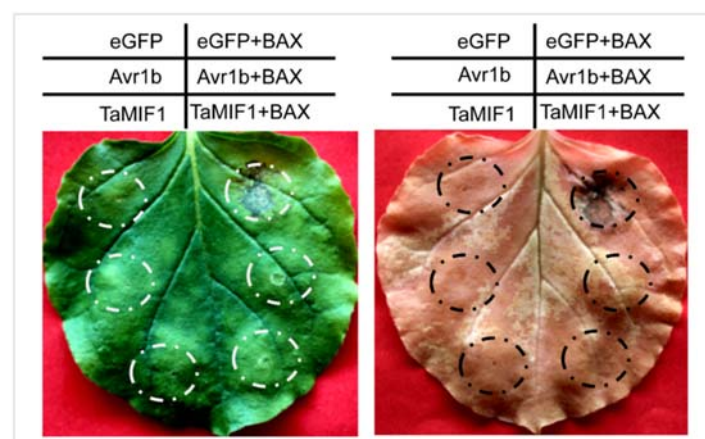 eGFP eGFP+BAX eGFP eGFP+BAX
Avr1b Avr1b+BAX Avr1b Avr1b+BAX
TaMIF1 TaMIF1+BAX TaMIF1 TaMIF1+BAX